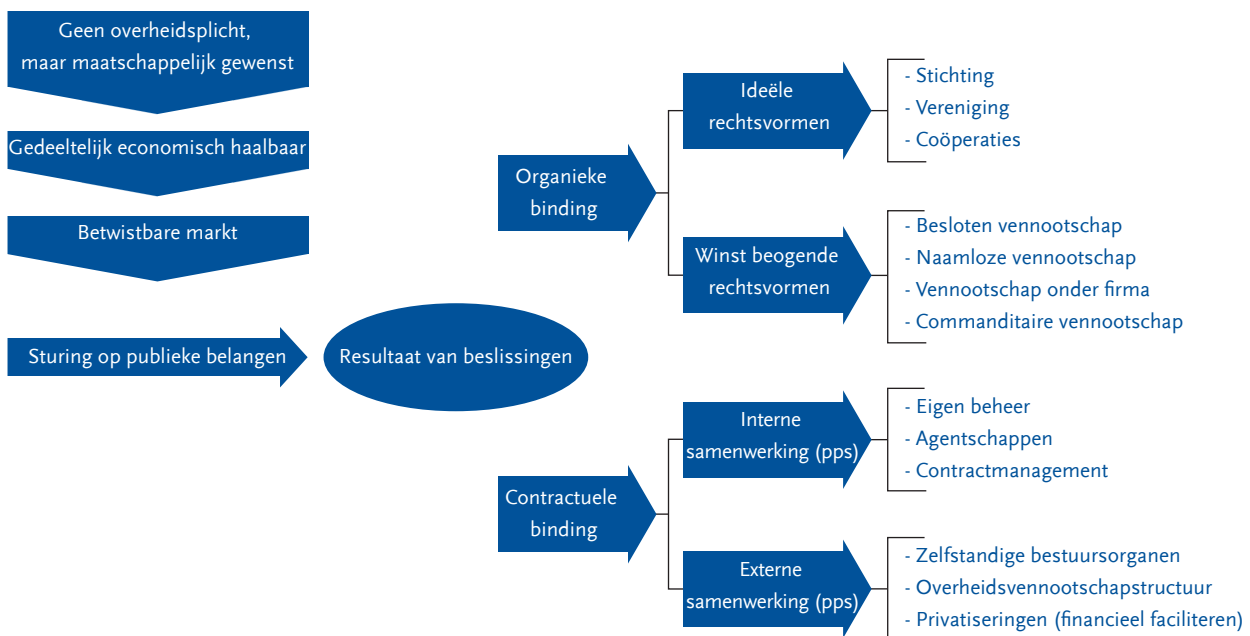 Geen overheidsplicht,
maar maatschappelijk gewenst
Gedeeltelijk economisch haalbaar
Betwistbare markt
Sturing op publieke belangen
Resultaat van beslissingen
Organieke
binding
Ideële
rechtsvormen
- Stichting
- Vereniging
- Coöperaties
Winst beogende
rechtsvormen
- Besloten vennootschap
- Naamloze vennootschap
- Vennootschap onder firma
- Commanditaire vennootschap
Contractuele
binding
Interne
samenwerking (pps)
- Eigen beheer
- Agentschappen
- Contractmanagement
Externe
samenwerking (pps)
- Zelfstandige bestuursorganen
- Overheidsvennootschapstructuur
- Privatiseringen (financieel faciliteren)